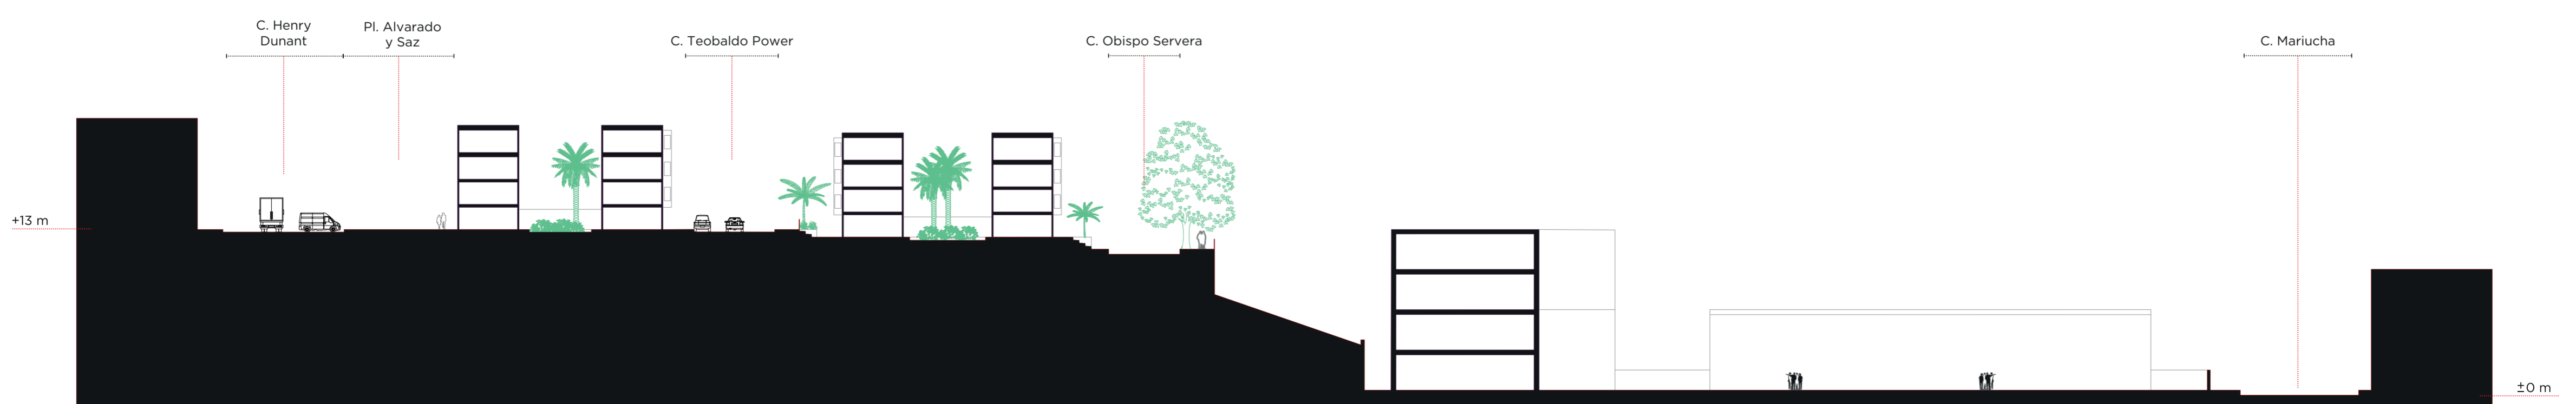 C. Henry
Dunant
Pl. Alvarado
y Saz
C. Teobaldo Power
C. Obispo Servera
C. Mariucha
+13 m
±0 m